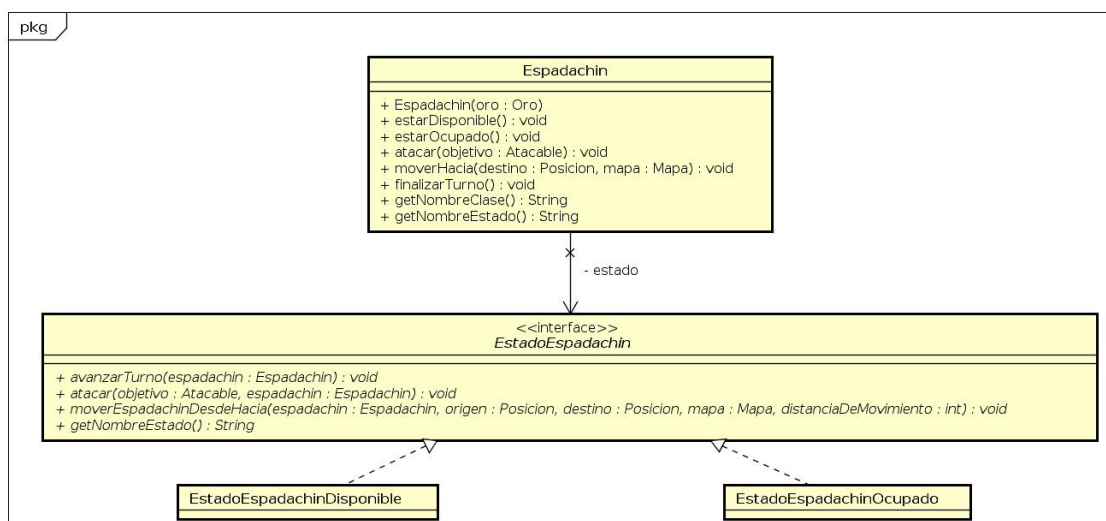 pkg
Espadachin
+ Espadachin(oro : Oro)
+ estarDisponible() : void
+ estarOcupado() : void
+ atacar(objetivo : Atacable) : void
+ moverHacia(destino : Posicion, mapa : Mapa) : void
+ finalizarTurno() : void
+ getNombreClase() : String
+ getNombreEstado() : String
- estado
<<interface>>
EstadoEspadachin
+ avanzarTurno(espadachin : Espadachin) : void
+ atacar(objetivo : Atacable, espadachin : Espadachin) : void
+ moverEspadachinDesdeHacia(espadachin : Espadachin, origen : Posicion, destino : Posicion, mapa : Mapa, distanciaDeMovimiento : int) : void
+ getNombreEstado() : String
EstadoEspadachinDisponible
EstadoEspadachinOcupado